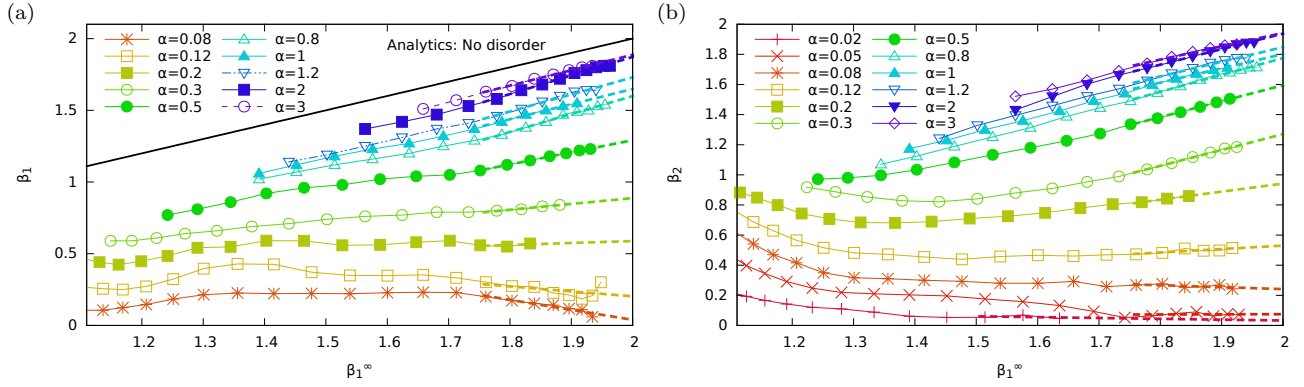 (a)
α=0.08 α=0.8
α=0.12 α=1
α=0.2 α=1.2
α=0.3 α=2
α=0.5 α=3
Analytics: No disorder
β₁
2
1.5
1
0.5
0
1.2 1.3 1.4 1.5 1.6 1.7 1.8 1.9 2
β₁∞
(b)
α=0.02 α=0.5
α=0.05 α=0.8
α=0.08 α=1
α=0.12 α=1.2
α=0.2 α=2
α=0.3 α=3
β₂
2
1.8
1.6
1.4
1.2
1
0.8
0.6
0.4
0.2
0
1.2 1.3 1.4 1.5 1.6 1.7 1.8 1.9 2
β₁∞